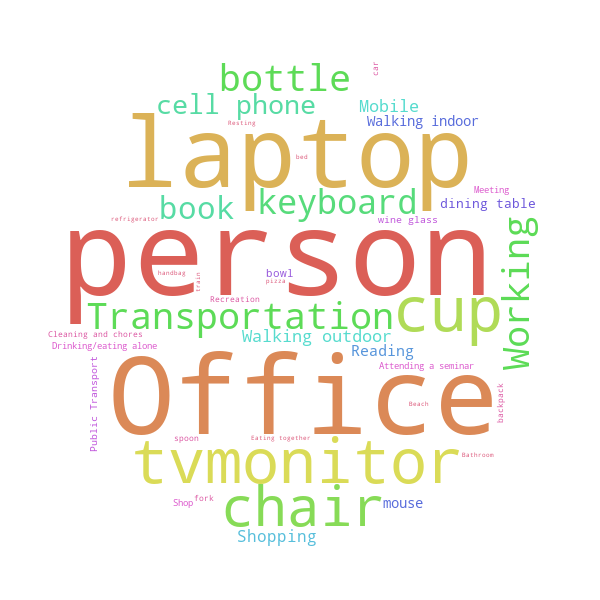 car
bottle
cell phone
Mobile
laptop
Walking indoor
Resting
bed
Meeting
book
keyboard
dining table
refrigerator
wine glass
person
Working
handbag
train
bowl
pizza
Recreation
Transportation
cup
Cleaning and chores
Walking outdoor
Drinking/eating alone
Reading
Public Transport
Office
Attending a seminar
backpack
Beach
spoon
Eating together
tvmonitor
Bathroom
Shop
fork
chair
mouse
Shopping